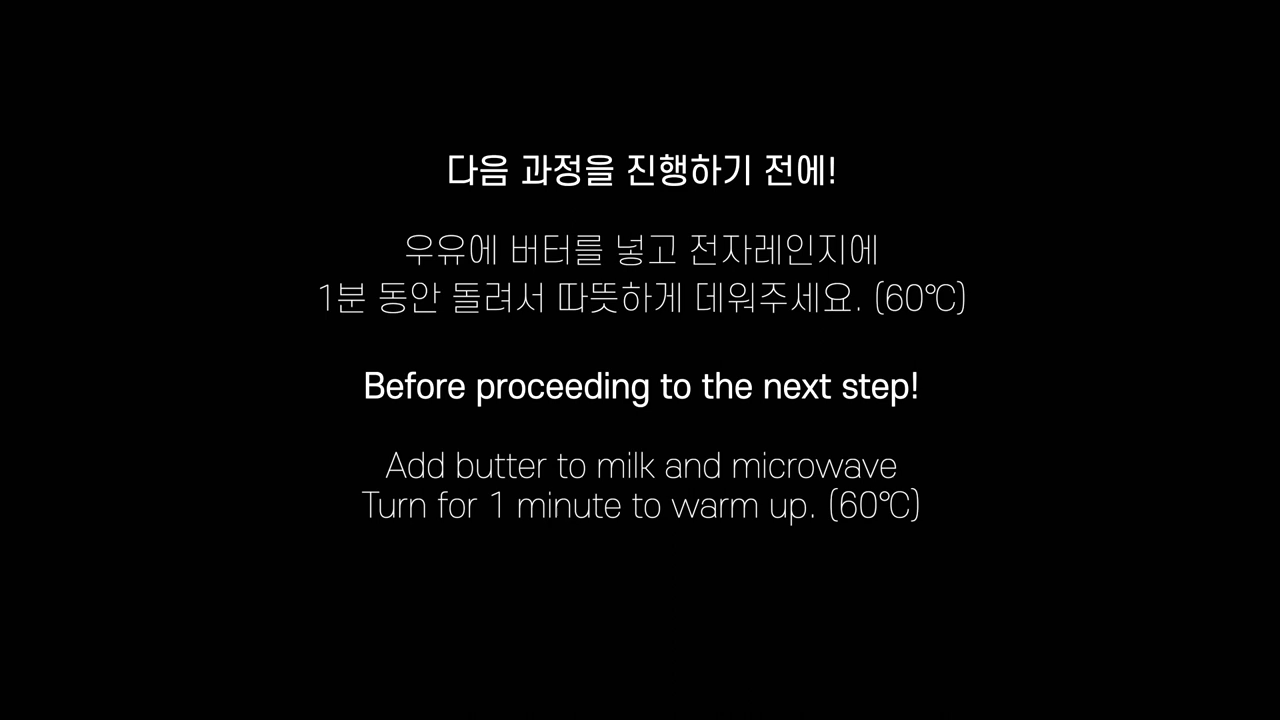 다음 과정을 진행하기 전에!
우유에 버터를 넣고 전자레인지에
1분 동안 돌려서 따뜻하게 데워주세요. (60℃)
Before proceeding to the next step!
Add butter to milk and microwave
Turn for 1 minute to warm up. (60℃)